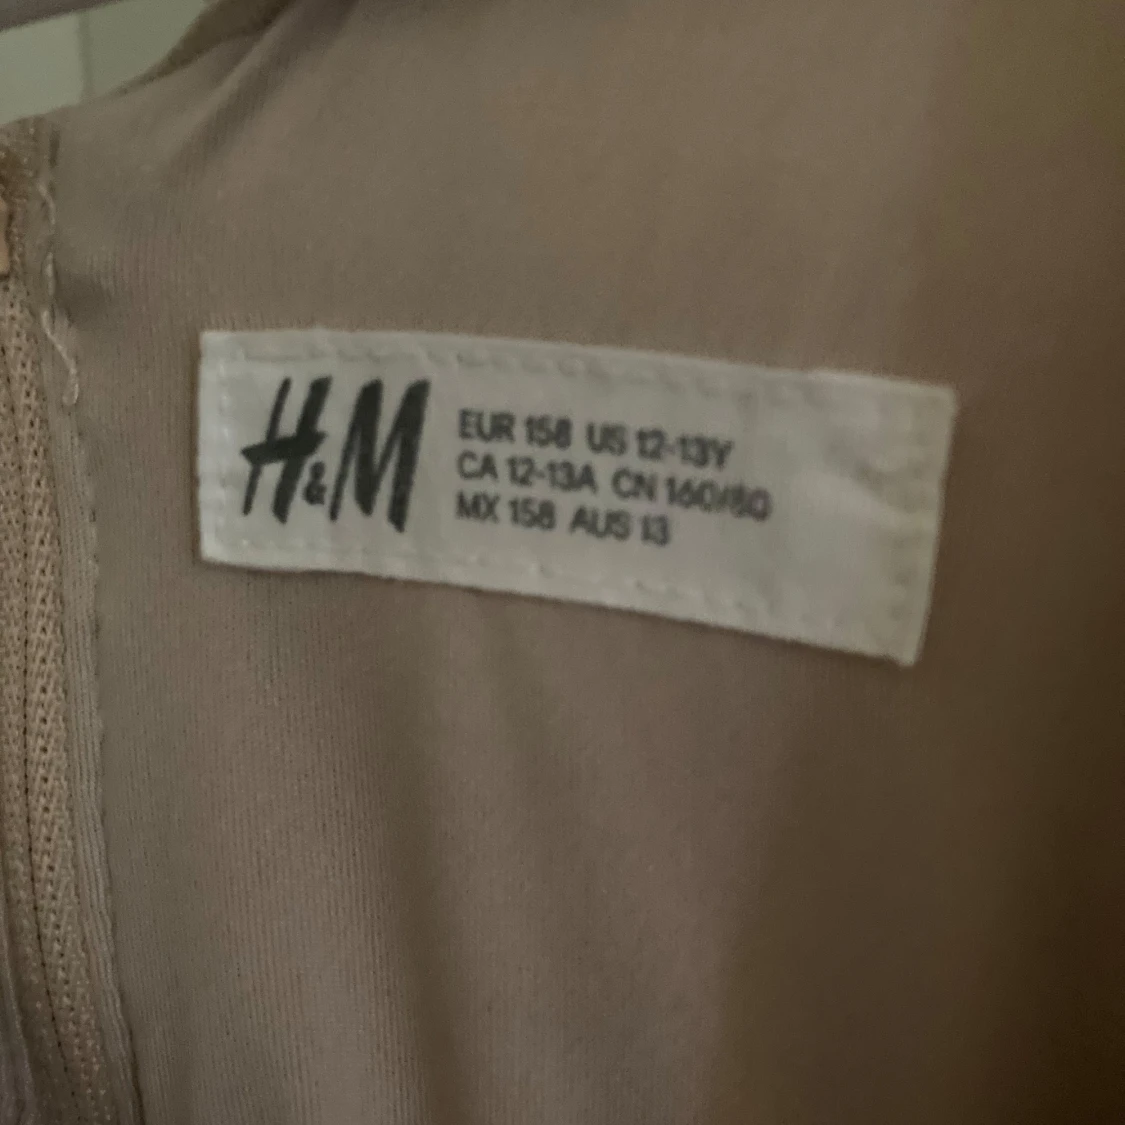 H&M
EUR 158 US 12-13Y
CA 12-13A CN 160/80
MX 158 AUS 13